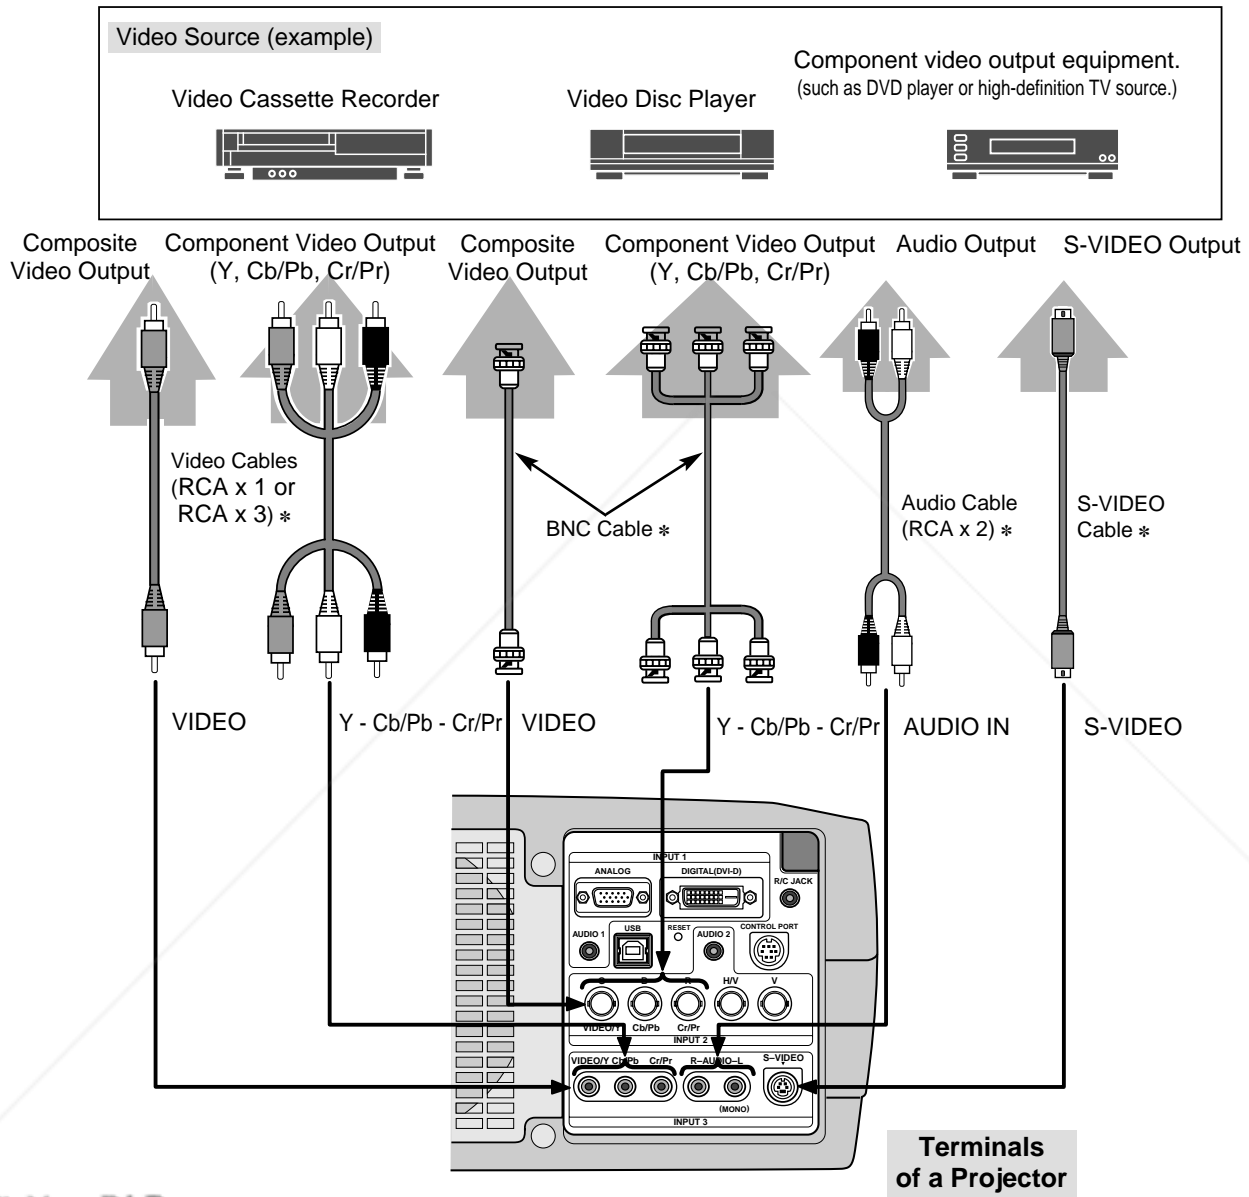 Video Source (example)
Component video output equipment.
(such as DVD player or high-definition TV source.)
Video Cassette Recorder
Video Disc Player
Composite
Video Output
Component Video Output
(Y, Cb/Pb, Cr/Pr)
Composite
Video Output
Component Video Output
(Y, Cb/Pb, Cr/Pr)
Audio Output
S-VIDEO Output
Video Cables
(RCA x 1 or
RCA x 3) *
BNC Cable *
Audio Cable
(RCA x 2) *
S-VIDEO
Cable *
VIDEO
Y - Cb/Pb - Cr/Pr
VIDEO
Y - Cb/Pb - Cr/Pr
AUDIO IN
S-VIDEO
INPUT 1
ANALOG
DIGITAL(DVI-D)
R/C JACK
AUDIO 1
USB
RESET
AUDIO 2
CONTROL PORT
R
H/V
V
VIDEO/Y
Cb/Pb
Cr/Pr
INPUT 2
VIDEO/Y
Cb/Pb
Cr/Pr
R–AUDIO–L
S–VIDEO
(MONO)
INPUT 3
Terminals
of a Projector